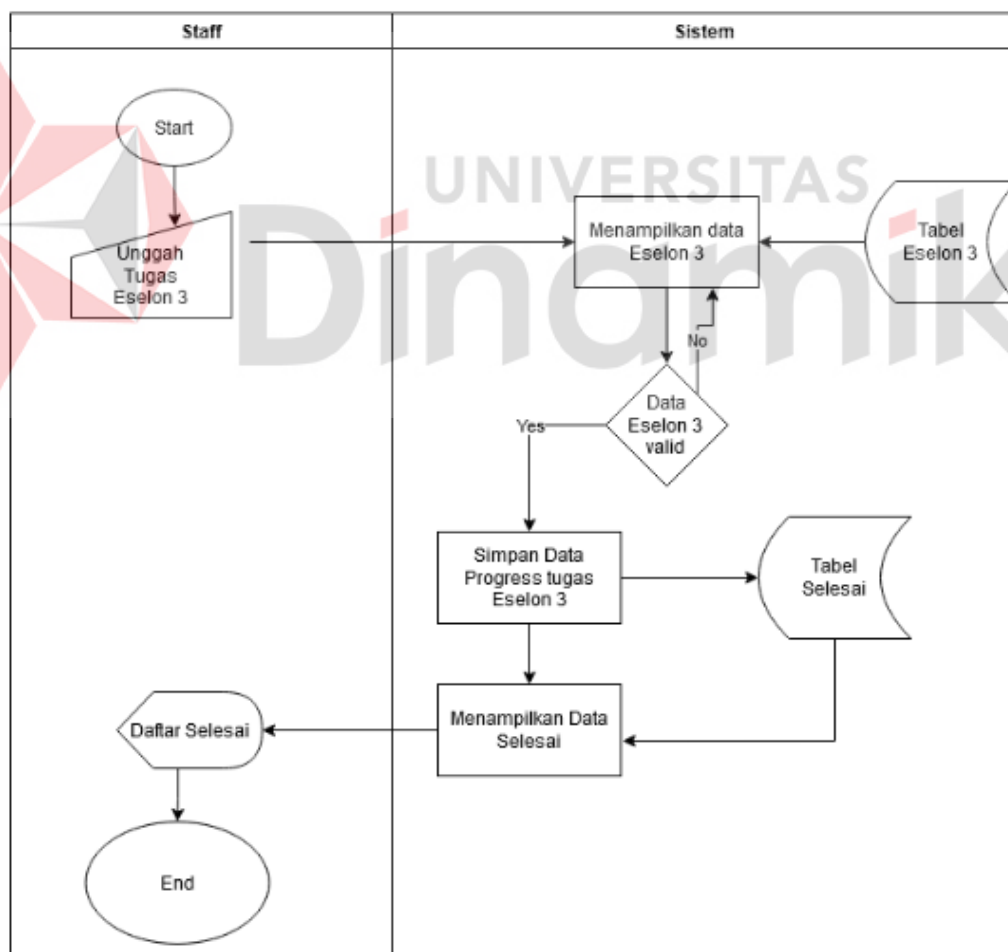 Staff
Sistem
Start
UNIVERSITAS
Dinamik
Unggah
Tugas
Eselon 3
Menampilkan data
Eselon 3
Tabel
Eselon 3
No
Data
Eselon 3
valid
Yes
Simpan Data
Progress tugas
Eselon 3
Tabel
Selesai
Menampilkan Data
Selesai
Daftar Selesai
End